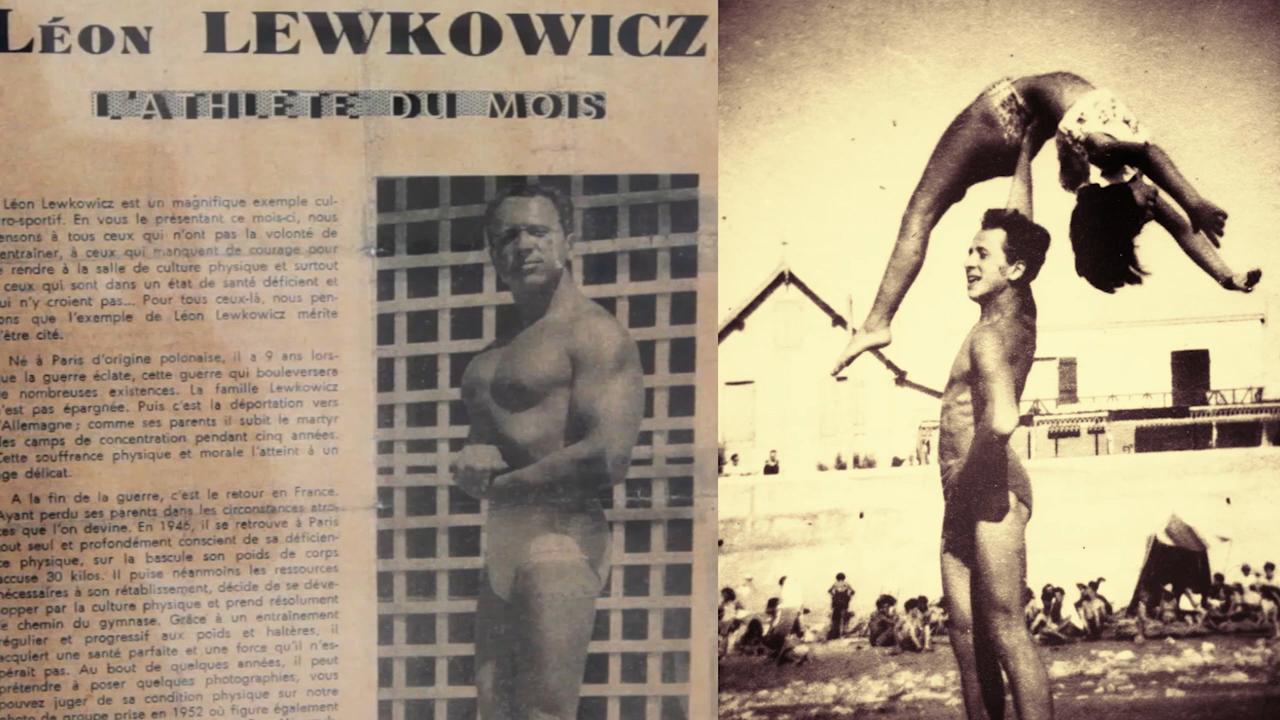 LÉON LEWKOWICZ
L'ATHLÈTE DU MOIS
Léon Lewkowicz est un magnifique exemple cul-
ro-sportif. En vous le présentant ce mois-ci, nous
ensons à tous ceux qui n'ont pas la volonté de
entraîner, à ceux qui manquent de courage pour
e rendre à la salle de culture physique et surtout
ceux qui sont dans un état de santé déficient et
ui n'y croient pas... Pour tous ceux-là, nous pen-
ons que l'exemple de Léon Lewkowicz mérite
'être cité.
Né à Paris d'origine polonaise, il a 9 ans lors-
ue la guerre éclate, cette guerre qui bouleversera
e nombreuses existences. La famille Lewkowicz
'est pas épargnée. Puis c'est la déportation vers
'Allemagne ; comme ses parents il subit le martyr
es camps de concentration pendant cinq années.
Cette souffrance physique et morale l'atteint à un
ge délicat.
A la fin de la guerre, c'est le retour en France.
Ayant perdu ses parents dans les circonstances atro-
ces que l'on devine. En 1946, il se retrouve à Paris
out seul et profondément conscient de sa déficien-
ce physique, sur la bascule son poids de corps
accuse 30 kilos. Il puise néanmoins les ressources
nécessaires à son rétablissement, décide de se déve-
opper par la culture physique et prend résolument
e chemin du gymnase. Grâce à un entraînement
régulier et progressif aux poids et haltères, il
acquiert une santé parfaite et une force qu'il n'es-
pérait pas. Au bout de quelques années, il peut
prétendre à poser quelques photographies, vous
pouvez juger de sa condition physique sur notre
photo de groupe prise en 1952 où figure également